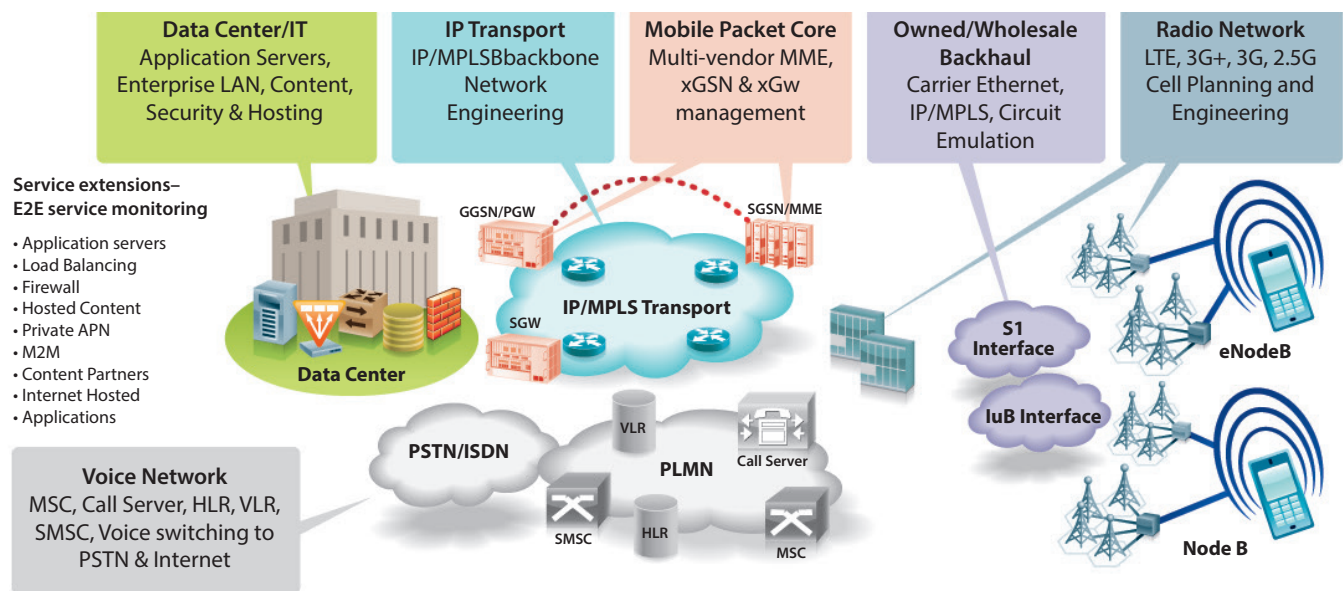 Data Center/IT
Application Servers,
Enterprise LAN, Content,
Security & Hosting
IP Transport
IP/MPLSBbackbone
Network
Engineering
Mobile Packet Core
Multi-vendor MME,
xGSN & xGw
management
Owned/Wholesale
Backhaul
Carrier Ethernet,
IP/MPLS, Circuit
Emulation
Radio Network
LTE, 3G+, 3G, 2.5G
Cell Planning and
Engineering
Service extensions–
E2E service monitoring
• Application servers
• Load Balancing
• Firewall
• Hosted Content
• Private APN
• M2M
• Content Partners
• Internet Hosted
• Applications
Data Center
GGSN/PGW
SGSN/MME
IP/MPLS Transport
SGW
S1
Interface
eNodeB
IuB Interface
Node B
PSTN/ISDN
VLR
PLMN
Call Server
SMSC
HLR
MSC
Voice Network
MSC, Call Server, HLR, VLR,
SMSC, Voice switching to
PSTN & Internet